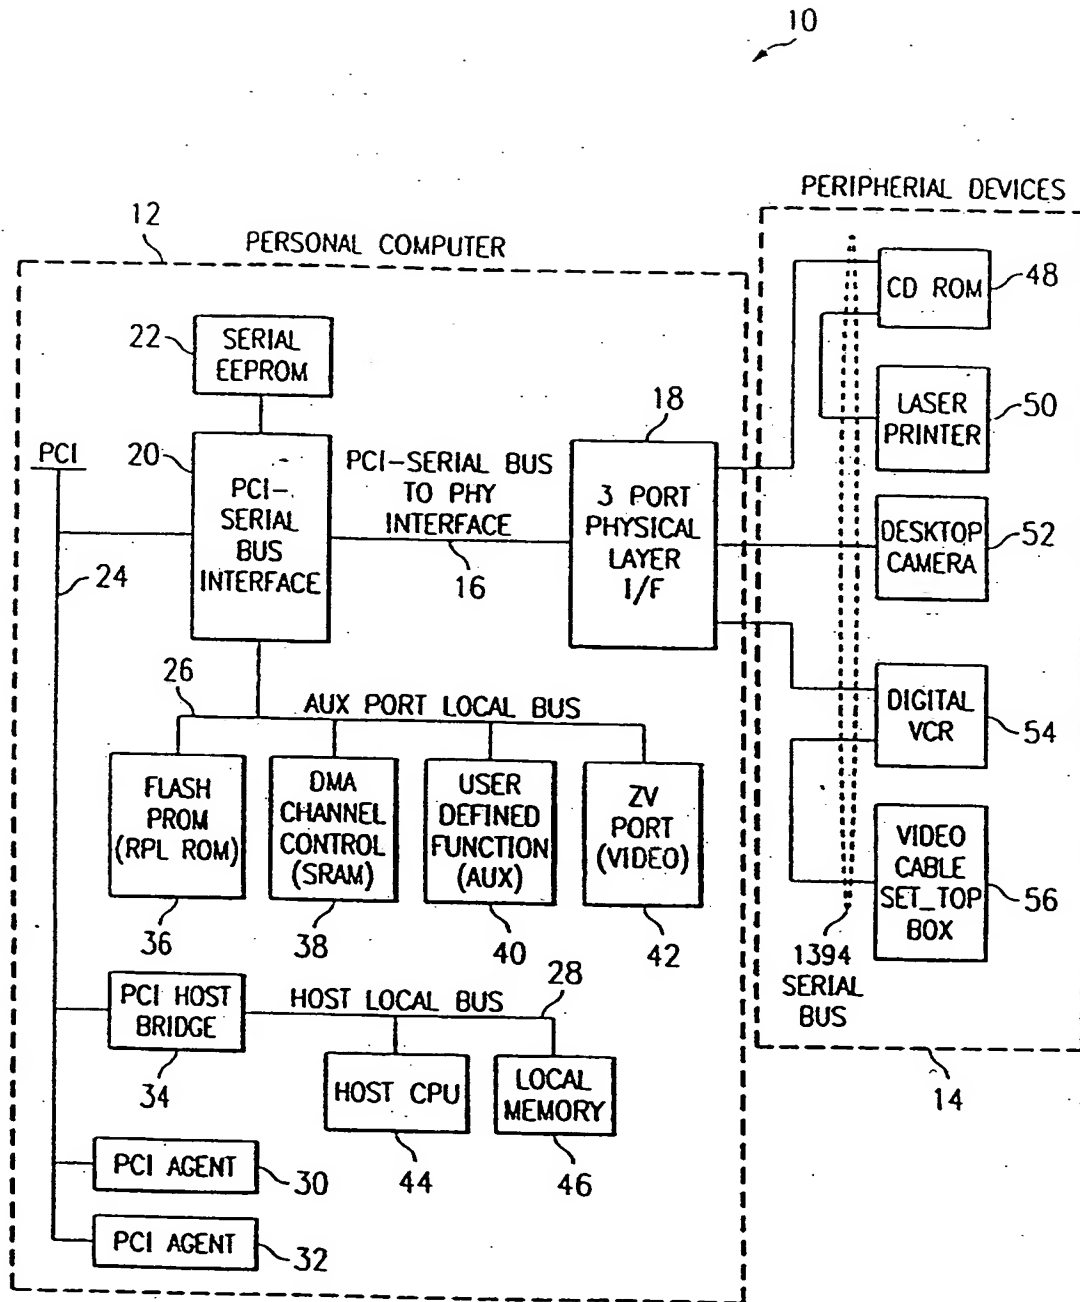 10
PERIPHERIAL DEVICES
12
PERSONAL COMPUTER
22
SERIAL
EEPROM
CD ROM
48
18
LASER
PRINTER
50
PCI
20
PCI-
SERIAL
BUS
INTERFACE
PCI-SERIAL BUS
TO PHY
INTERFACE
16
3 PORT
PHYSICAL
LAYER
I/F
DESKTOP
CAMERA
52
24
26
AUX PORT LOCAL BUS
DIGITAL
VCR
54
FLASH
PROM
(RPL ROM)
36
DMA
CHANNEL
CONTROL
(SRAM)
38
USER
DEFINED
FUNCTION
(AUX)
40
ZV
PORT
(VIDEO)
42
VIDEO
CABLE
SET_TOP
BOX
56
1394
SERIAL
BUS
14
PCI HOST
BRIDGE
34
HOST LOCAL BUS
28
HOST CPU
44
LOCAL
MEMORY
46
PCI AGENT
30
PCI AGENT
32